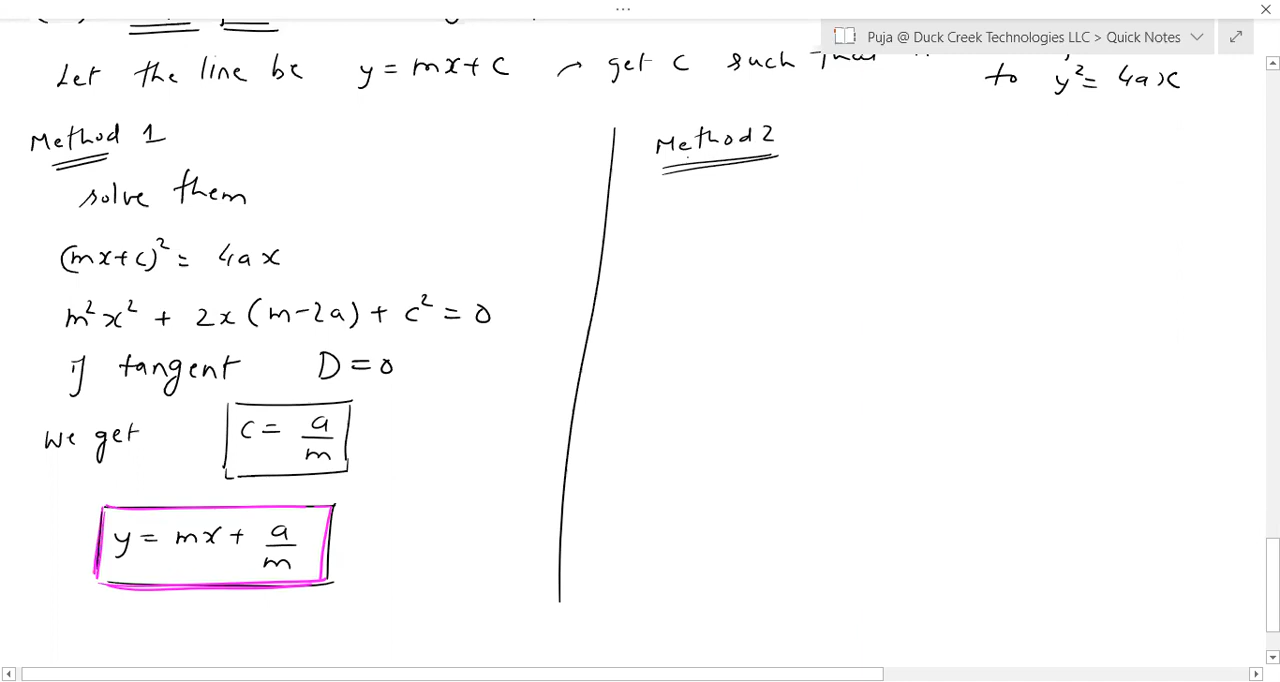 Puja @ Duck Creek Technologies LLC > Quick Notes
Let the line be y = mx + c → get c such that
to y² = 4ax
Method 1
solve them
(mx+c)² = 4ax
m²x² + 2x(m-2a) + c² = 0
if tangent D = 0
We get c = a/m
y = mx + a/m
Method 2